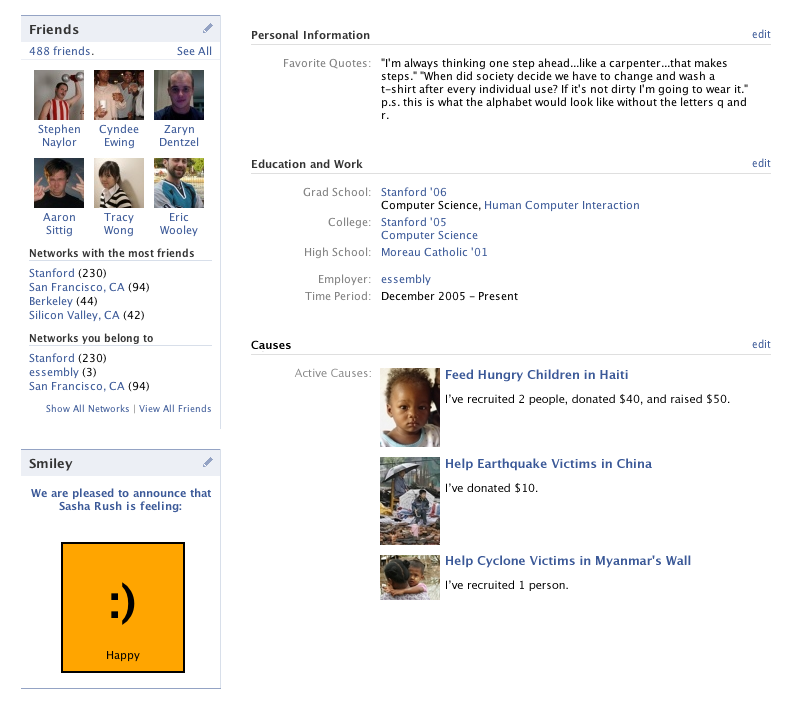 Friends
488 friends. See All
Stephen Naylor
Cyndee Ewing
Zaryn Dentzel
Aaron Sittig
Tracy Wong
Eric Wooley
Networks with the most friends
Stanford (230)
San Francisco, CA (94)
Berkeley (44)
Silicon Valley, CA (42)
Networks you belong to
Stanford (230)
essembly (3)
San Francisco, CA (94)
Show All Networks | View All Friends
Smiley
We are pleased to announce that
Sasha Rush is feeling:
:)
Happy
Personal Information edit
Favorite Quotes: "I'm always thinking one step ahead...like a carpenter...that makes
steps." "When did society decide we have to change and wash a
t-shirt after every individual use? If it's not dirty I'm going to wear it."
p.s. this is what the alphabet would look like without the letters q and
r.
Education and Work edit
Grad School: Stanford '06
Computer Science, Human Computer Interaction
College: Stanford '05
Computer Science
High School: Moreau Catholic '01
Employer: essembly
Time Period: December 2005 – Present
Causes edit
Active Causes:
Feed Hungry Children in Haiti
I've recruited 2 people, donated $40, and raised $50.
Help Earthquake Victims in China
I've donated $10.
Help Cyclone Victims in Myanmar's Wall
I've recruited 1 person.